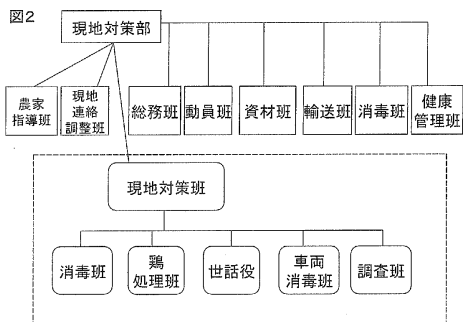 図2
現地対策部
農家
指導班
現地
連絡
調整班
総務班
動員班
資材班
輸送班
消毒班
健康
管理班
現地対策班
消毒班
鶏
処理班
世話役
車両
消毒班
調査班